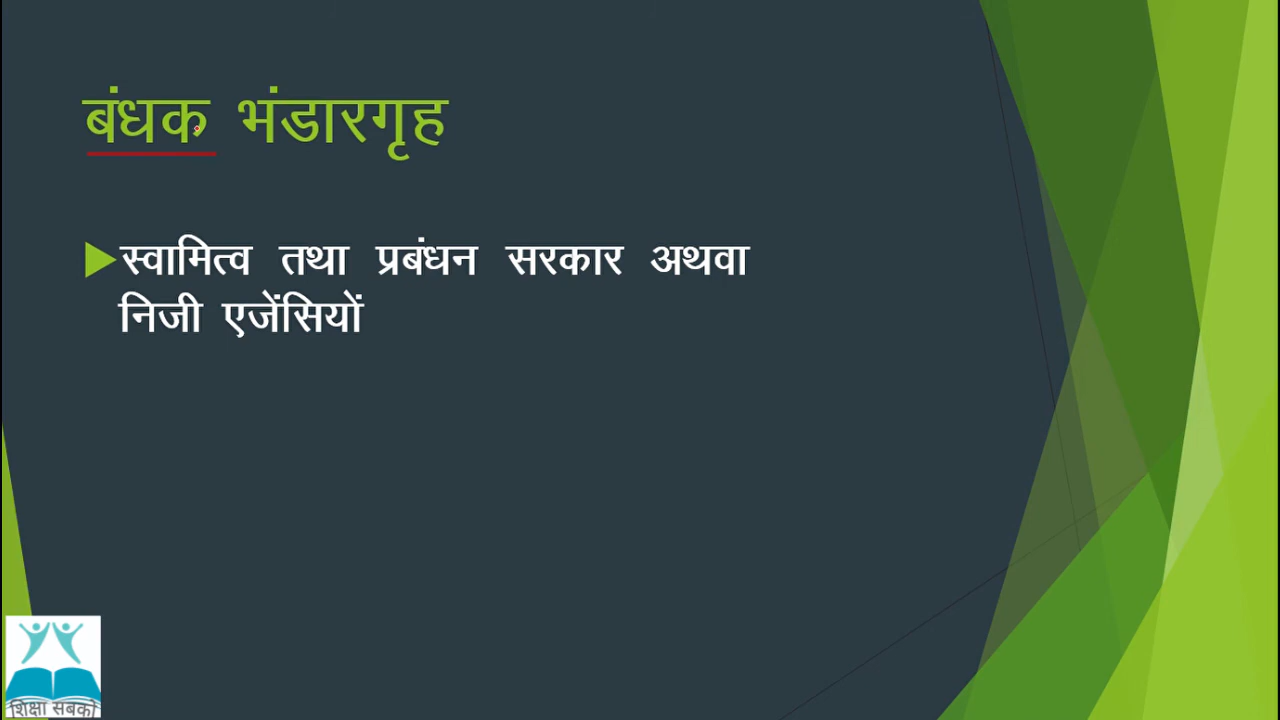 बंधक भंडारगृह
स्वामित्व तथा प्रबंधन सरकार अथवा
निजी एजेंसियों
शिक्षा सबको